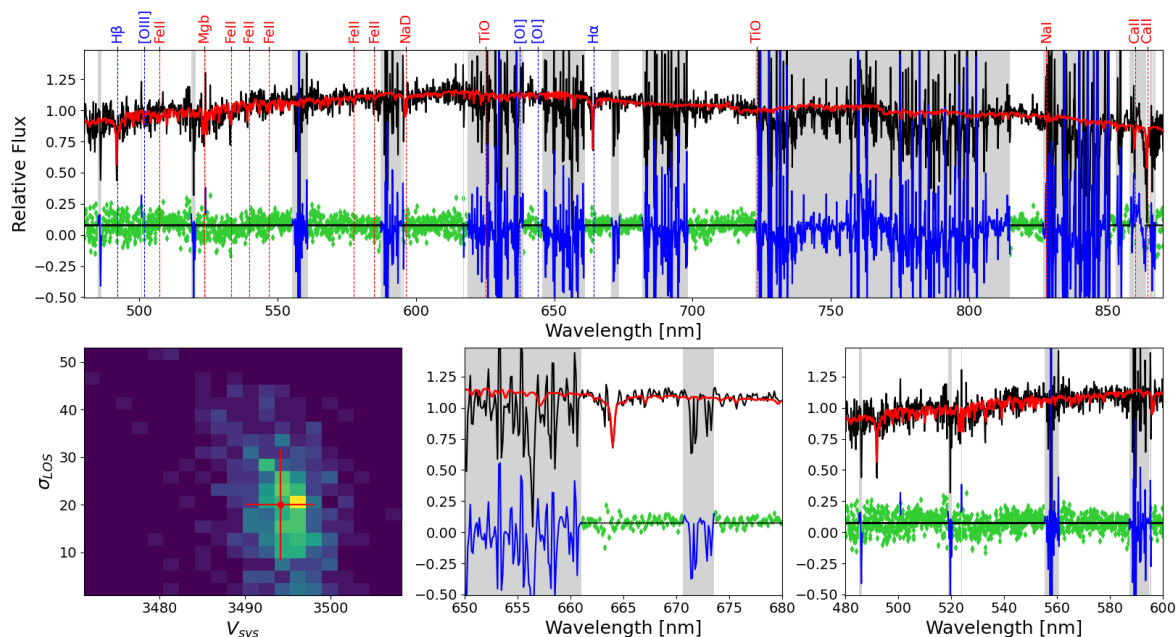 Hβ
[OIII]
FeII
Mgb
FeII
FeII
FeII
FeII
FeII
NaD
TiO
[OI]
[OI]
Hα
TiO
NaI
CaII
CaII
Relative Flux
1.25
1.00
0.75
0.50
0.25
0.00
−0.25
−0.50
500 550 600 650 700 750 800 850
Wavelength [nm]
σLOS
50
40
30
20
10
3480 3490 3500
Vsys
1.25
1.00
0.75
0.50
0.25
0.00
−0.25
−0.50
650 655 660 665 670 675 680
Wavelength [nm]
1.25
1.00
0.75
0.50
0.25
0.00
−0.25
−0.50
480 500 520 540 560 580 600
Wavelength [nm]